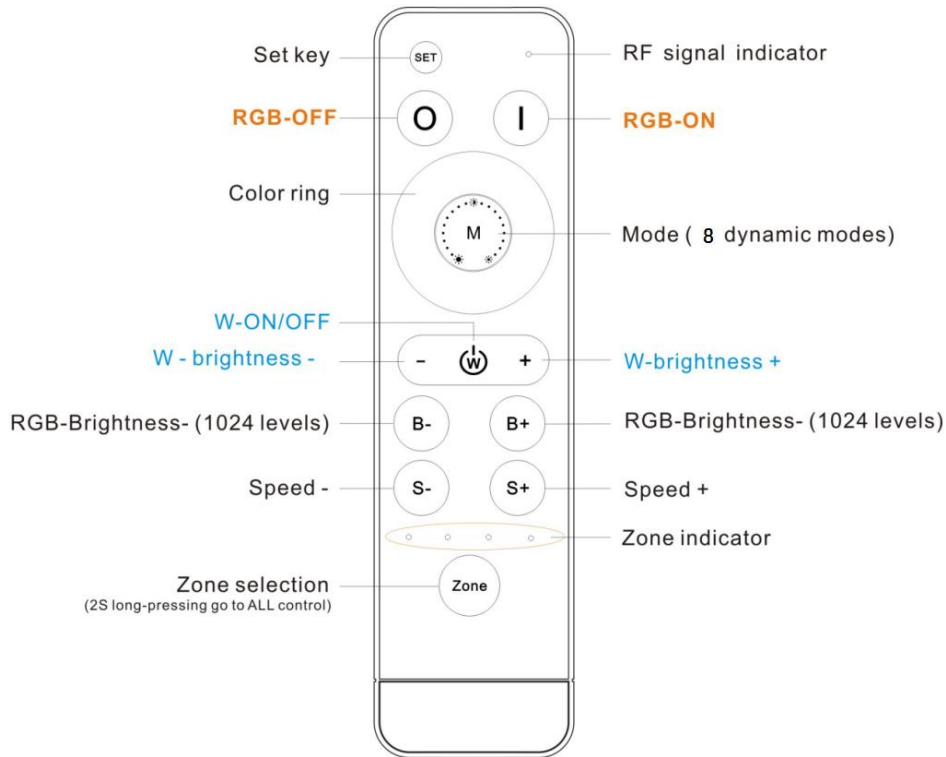 Set key
SET
RF signal indicator
RGB-OFF
O
I
RGB-ON
Color ring
M
Mode ( 8 dynamic modes)
W-ON/OFF
W - brightness -
-
W
+
W-brightness +
RGB-Brightness- (1024 levels)
B-
B+
RGB-Brightness- (1024 levels)
Speed -
S-
S+
Speed +
Zone indicator
Zone selection
(2S long-pressing go to ALL control)
Zone